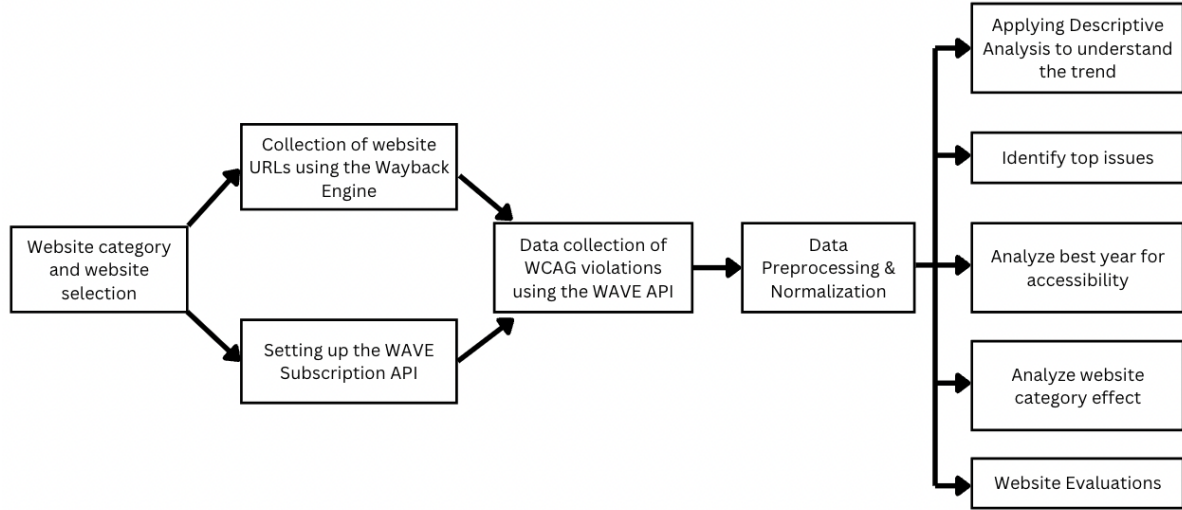 Website category
and website
selection
Collection of website
URLs using the Wayback
Engine
Setting up the WAVE
Subscription API
Data collection of
WCAG violations
using the WAVE API
Data
Preprocessing &
Normalization
Applying Descriptive
Analysis to understand
the trend
Identify top issues
Analyze best year for
accessibility
Analyze website
category effect
Website Evaluations